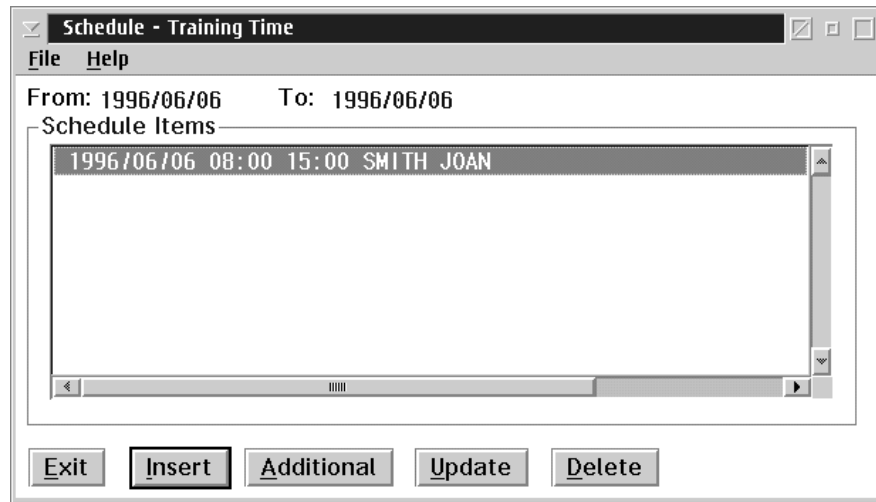 Schedule - Training Time
File Help
From: 1996/06/06 To: 1996/06/06
Schedule Items
1996/06/06 08:00 15:00 SMITH JOAN
Exit Insert Additional Update Delete